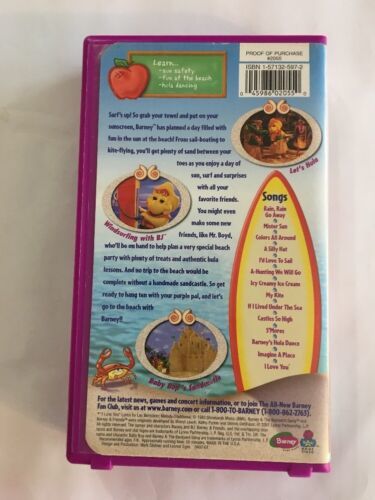 Learn...
-sun safety
-fun at the beach
-hula dancing
PROOF OF PURCHASE
#2055
ISBN 1-57132-597-2
0 45986 02055 0
Surf's up! So grab your towel and put on your
sunscreen, Barney™ has planned a day filled with
fun in the sun at the beach! From sail-boating to
kite-flying, you'll get plenty of sand between your
toes as you enjoy a day of
sun, surf and surprises
with all your
favorite friends.
You might even
make some new
friends, like Mr. Boyd,
who'll be on hand to help plan a very special beach
party with plenty of treats and authentic hula
lessons. And no trip to the beach would be
complete without a handmade sandcastle. So get
ready to hang ten with your purple pal, and let's
go to the beach with
Barney!!
Let's Hula
Windsurfing with BJ™
Baby Bop's Sandcastle
Songs
Rain, Rain
Go Away
Mister Sun
Colors All Around
A Silly Hat
I'd Love to Sail
A-Hunting We Will Go
Icy Creamy Ice Cream
My Kite
If I Lived Under The Sea
Castles So High
S'Mores
Barney's Hula Dance
Imagine A Place
I Love You
For the latest news, games and consumer information, or to join The All-New Barney
Fan Club, visit us at www.barney.com or call 1-800-TO-BARNEY (1-800-862-2763).
Barney